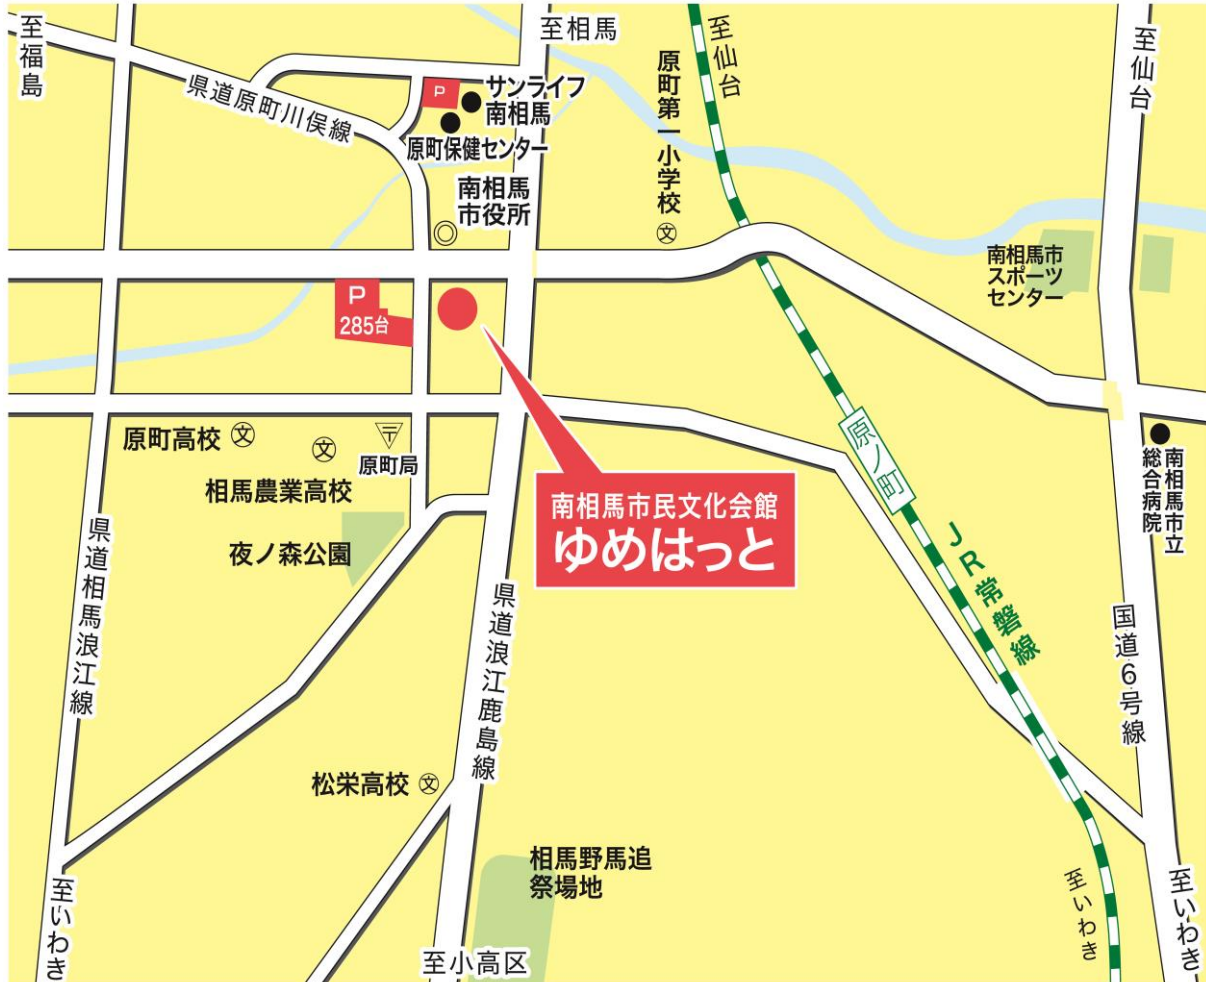 至福島
至相馬
至仙台
至仙台
県道原町川俣線
P
サンライフ
南相馬
原町保健センター
原町第一小学校
文
南相馬
市役所
南相馬市
スポーツ
センター
P
285台
原町高校
文
文
相馬農業高校
〒
原町局
夜ノ森公園
南相馬市民文化会館
ゆめはっと
原ノ町
JR常磐線
南相馬市立
総合病院
県道相馬浪江線
県道浪江鹿島線
国道6号線
松栄高校
文
相馬野馬追
祭場地
至いわき
至小高区
至いわき
至いわき